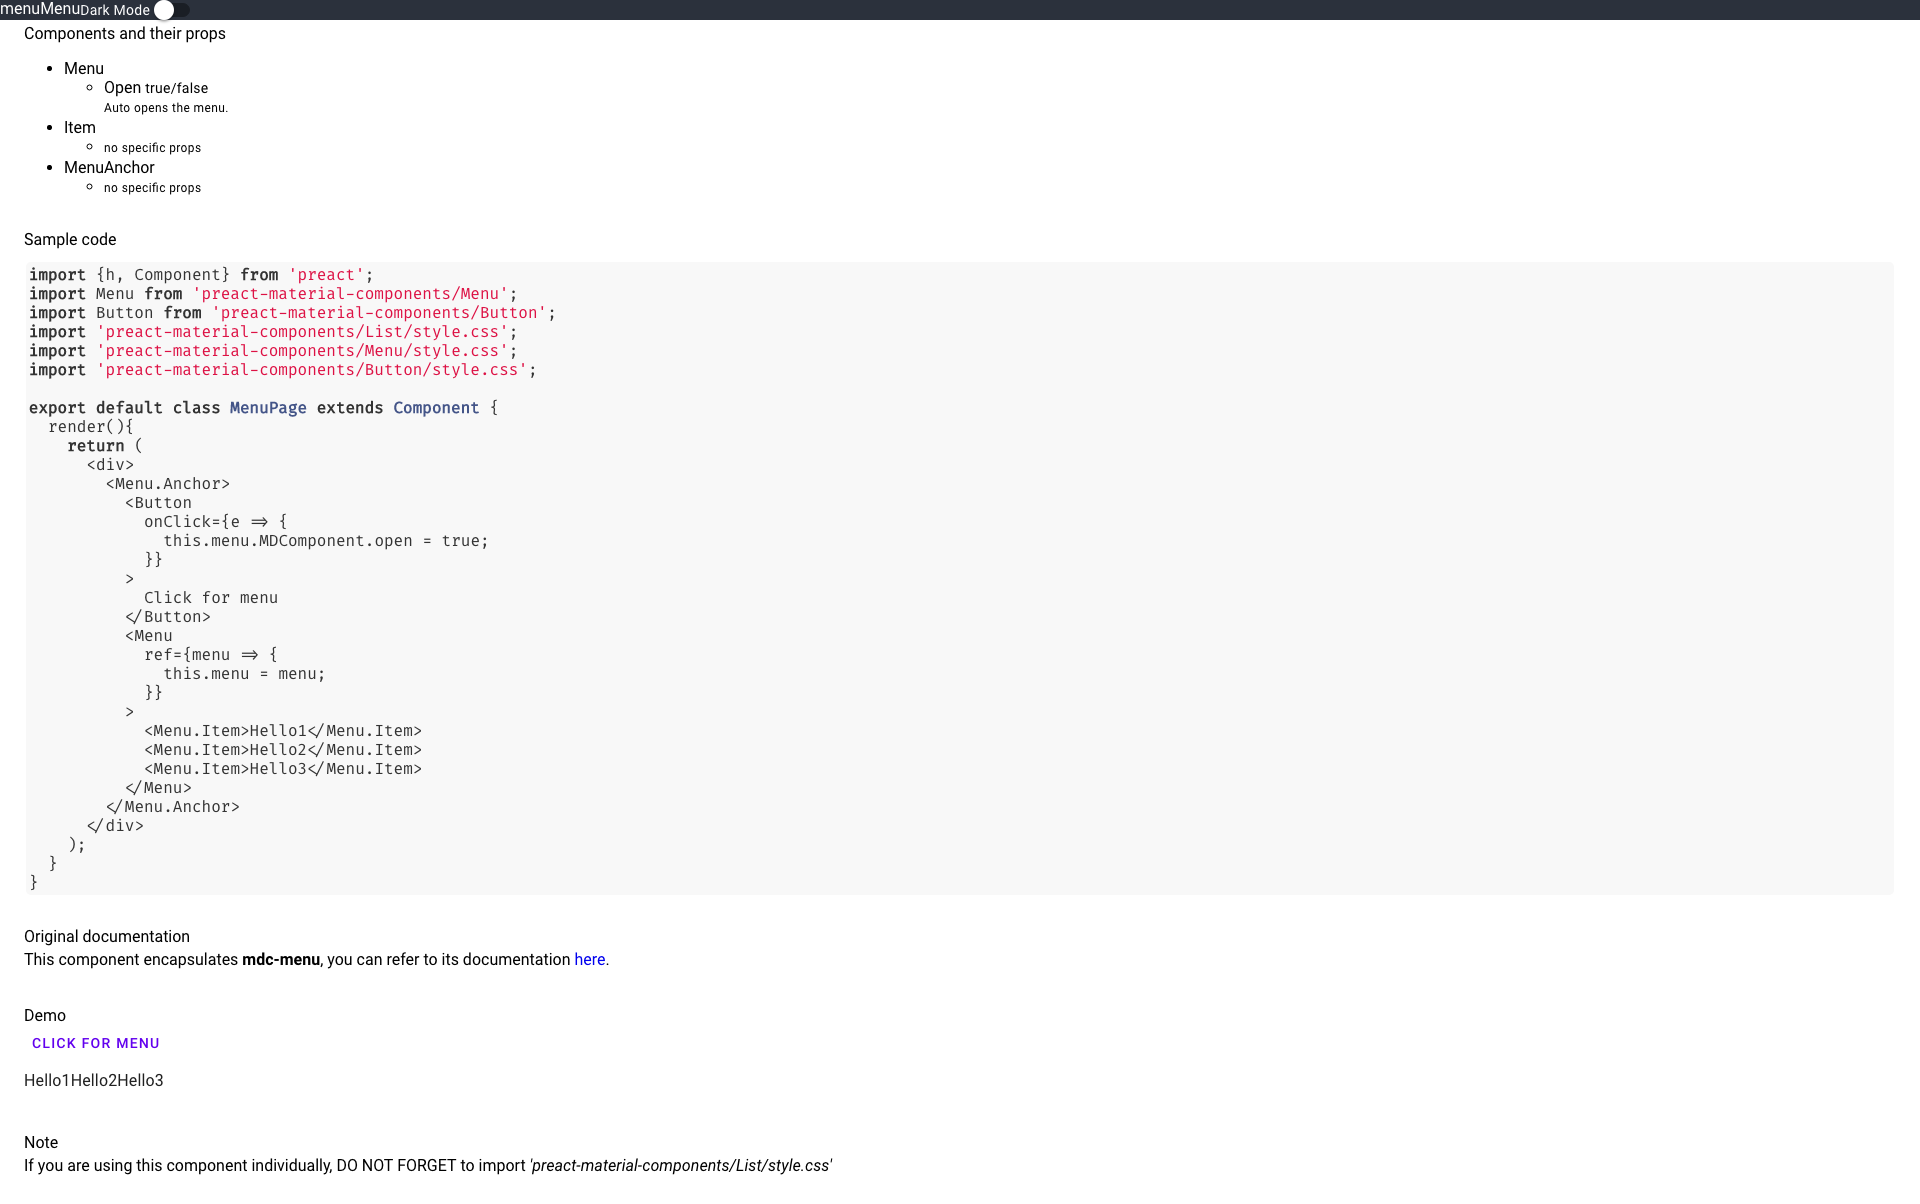 menuMenuDark Mode
Components and their props
Menu
Open true/false
Auto opens the menu.
Item
no specific props
MenuAnchor
no specific props
Sample code
import {h, Component} from 'preact';
import Menu from 'preact-material-components/Menu';
import Button from 'preact-material-components/Button';
import 'preact-material-components/List/style.css';
import 'preact-material-components/Menu/style.css';
import 'preact-material-components/Button/style.css';
export default class MenuPage extends Component {
  render(){
    return (
      <div>
        <Menu.Anchor>
          <Button
            onClick={e => {
              this.menu.MDComponent.open = true;
            }}
          >
            Click for menu
          </Button>
          <Menu
            ref={menu => {
              this.menu = menu;
            }}
          >
            <Menu.Item>Hello1</Menu.Item>
            <Menu.Item>Hello2</Menu.Item>
            <Menu.Item>Hello3</Menu.Item>
          </Menu>
        </Menu.Anchor>
      </div>
    );
  }
}
Original documentation
This component encapsulates mdc-menu, you can refer to its documentation here.
Demo
CLICK FOR MENU
Hello1Hello2Hello3
Note
If you are using this component individually, DO NOT FORGET to import 'preact-material-components/List/style.css'